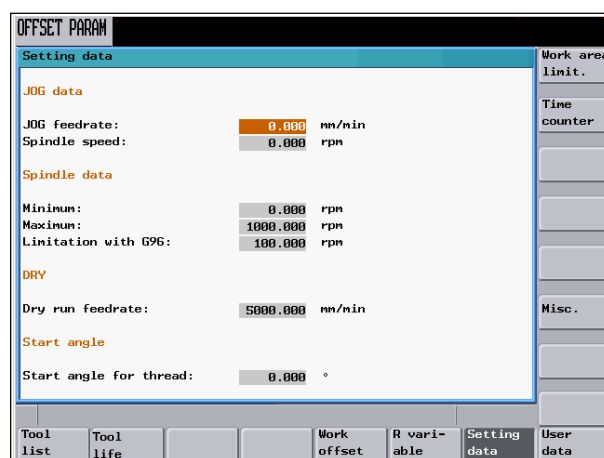 OFFSET PARAM
Setting data
JOG data
JOG feedrate: 0.000 mm/min
Spindle speed: 0.000 rpm
Spindle data
Minimum: 0.000 rpm
Maximum: 1000.000 rpm
Limitation with G96: 100.000 rpm
DRY
Dry run feedrate: 5000.000 mm/min
Start angle
Start angle for thread: 0.000 °
Work area
limit.
Time
counter
Misc.
Tool
list
Tool
life
Work
offset
R vari-
able
Setting
data
User
data